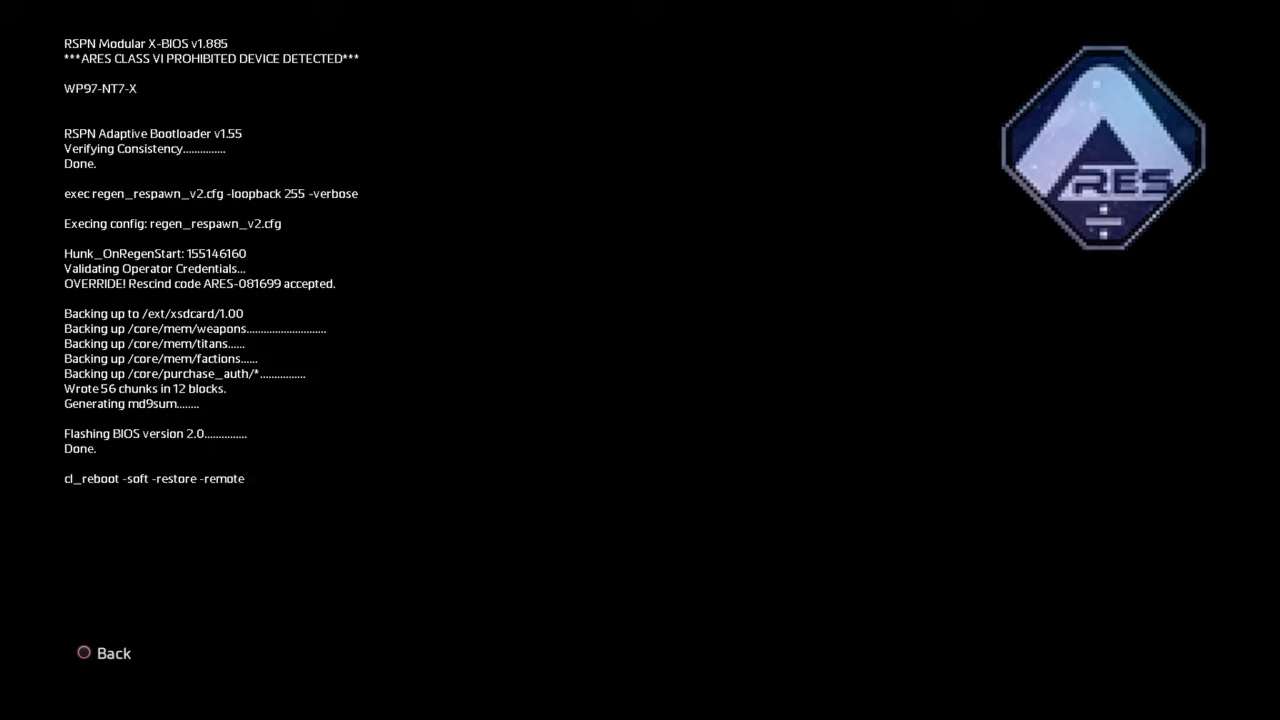 RSPN Modular X-BIOS v1.885
***ARES CLASS VI PROHIBITED DEVICE DETECTED***
WP97-NT7-X
RSPN Adaptive Bootloader v1.55
Verifying Consistency...............
Done.
exec regen_respawn_v2.cfg -loopback 255 -verbose
Execing config: regen_respawn_v2.cfg
Hunk_OnRegenStart: 155146160
Validating Operator Credentials...
OVERRIDE! Rescind code ARES-081699 accepted.
Backing up to /ext/xsdcard/1.00
Backing up /core/mem/weapons............................
Backing up /core/mem/titans......
Backing up /core/mem/factions......
Backing up /core/purchase_auth/*................
Wrote 56 chunks in 12 blocks.
Generating md9sum........
Flashing BIOS version 2.0...............
Done.
cl_reboot -soft -restore -remote
ARES
Back